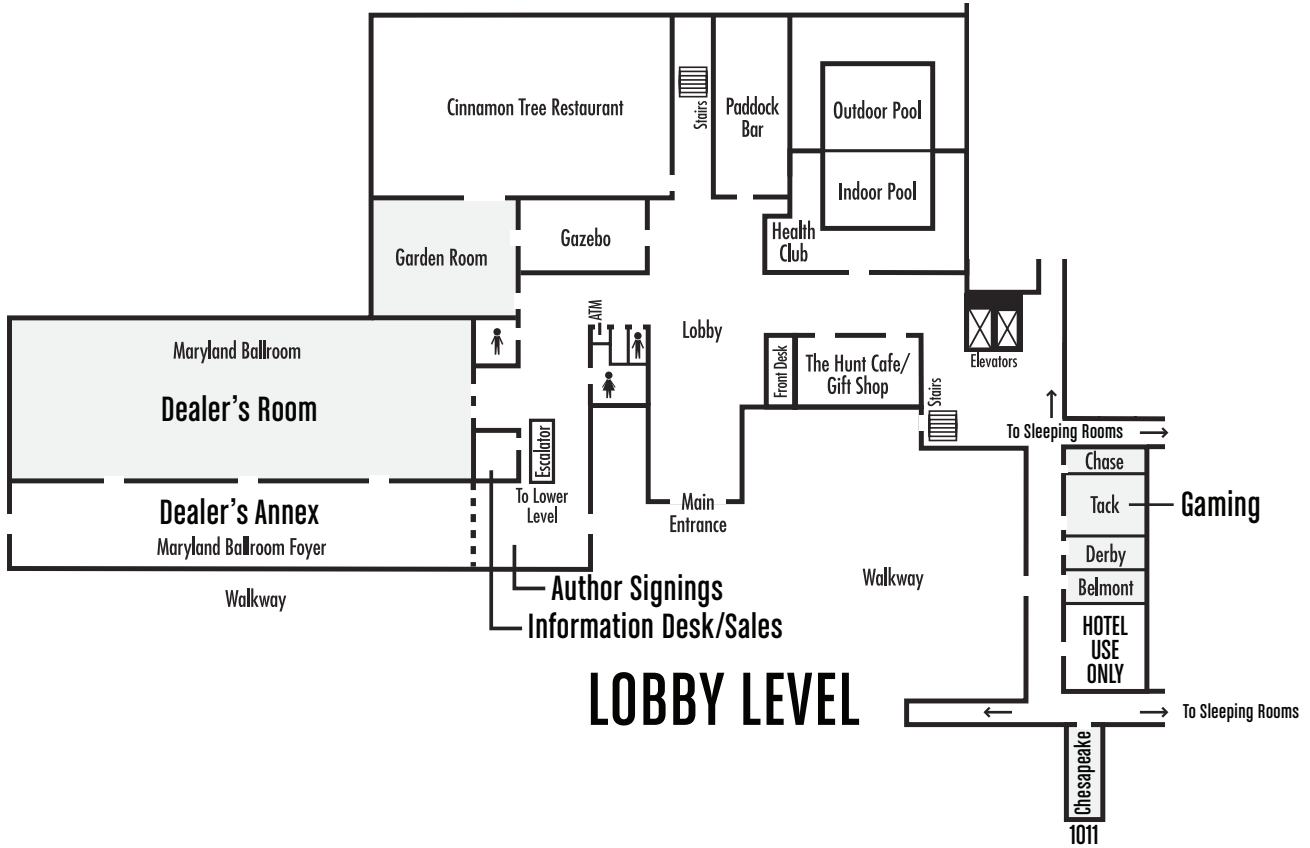 Cinnamon Tree Restaurant
Stairs
Paddock
Bar
Outdoor Pool
Indoor Pool
Health
Club
Garden Room
Gazebo
ATM
Lobby
Maryland Ballroom
Dealer's Room
Front Desk
The Hunt Cafe/
Gift Shop
Elevators
Stairs
To Sleeping Rooms
Escalator
To Lower
Level
Main
Entrance
Chase
Tack
Gaming
Derby
Belmont
HOTEL
USE
ONLY
Dealer's Annex
Maryland Ballroom Foyer
Walkway
Walkway
Author Signings
Information Desk/Sales
LOBBY LEVEL
To Sleeping Rooms
Chesapeake
1011